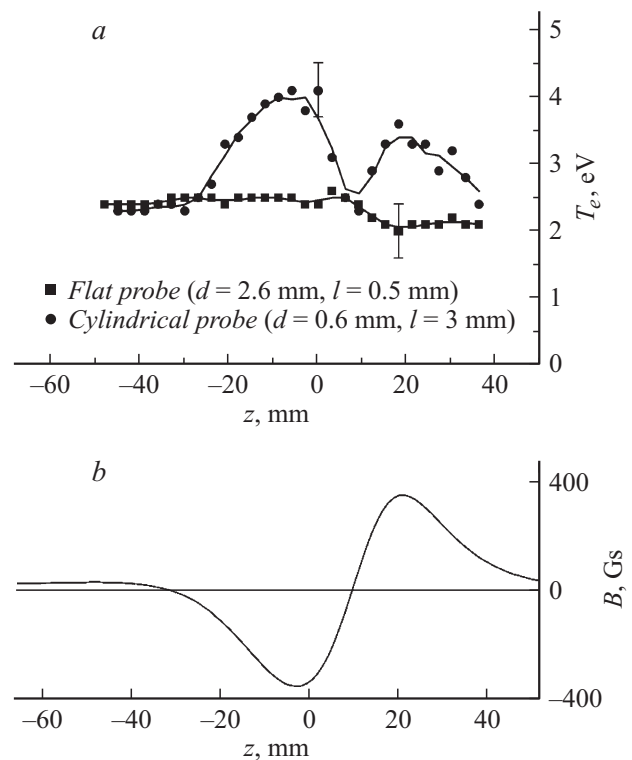 a
5
4
3
2
1
0
T_e, eV
■ Flat probe (d = 2.6 mm, l = 0.5 mm)
● Cylindrical probe (d = 0.6 mm, l = 3 mm)
–60 –40 –20 0 20 40
z, mm
b
400
0
–400
B, Gs
–60 –40 –20 0 20 40
z, mm